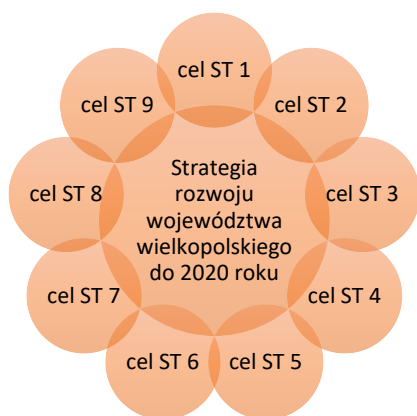 cel ST 1
cel ST 9
cel ST 2
Strategia
rozwoju
województwa
wielkopolskiego
do 2020 roku
cel ST 8
cel ST 3
cel ST 7
cel ST 4
cel ST 6
cel ST 5